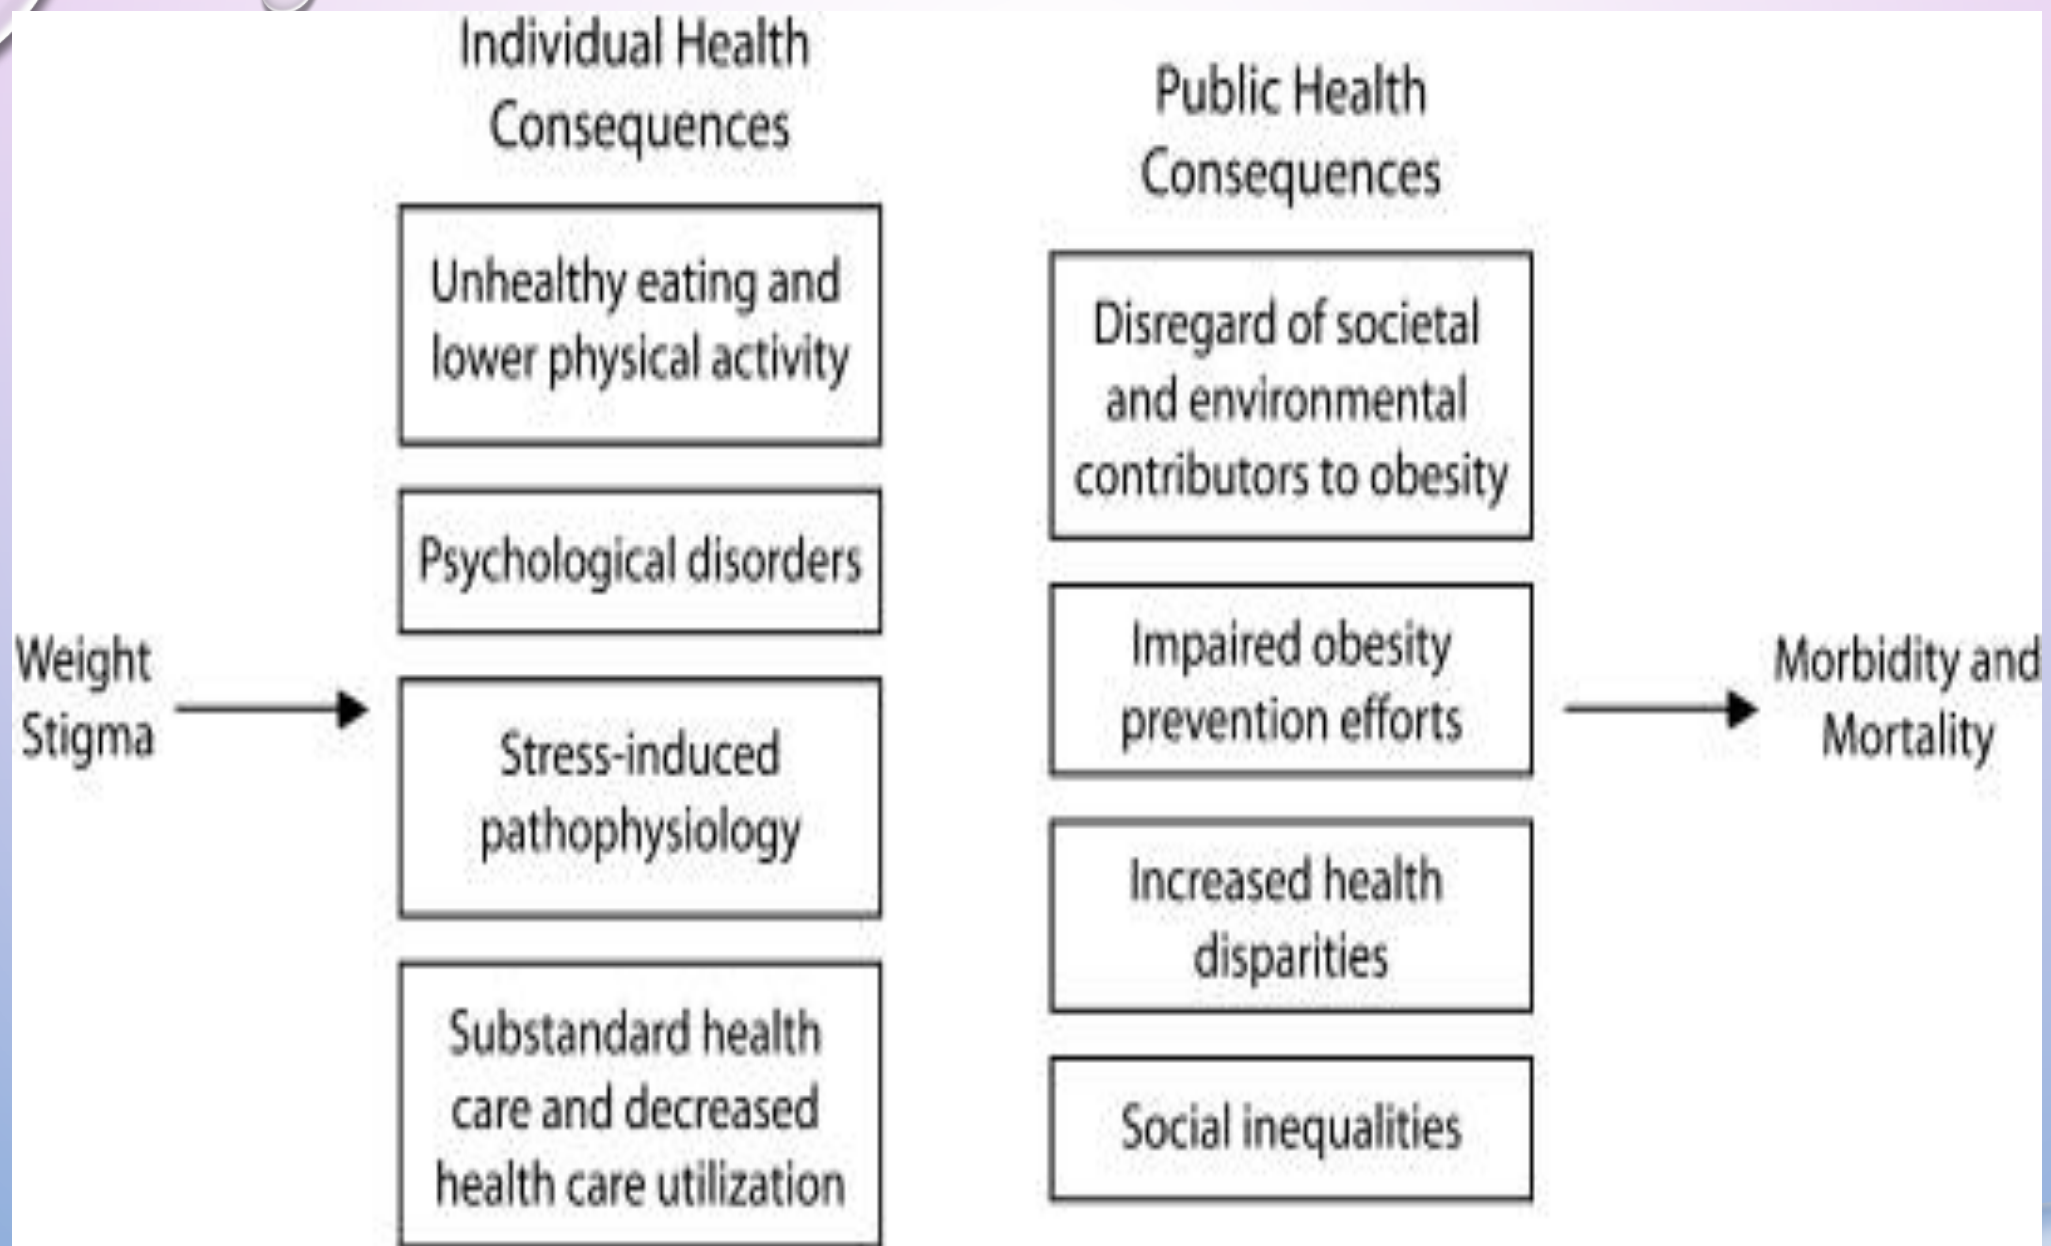 Individual Health
Consequences
Unhealthy eating and
lower physical activity
Psychological disorders
Stress-induced
pathophysiology
Substandard health
care and decreased
health care utilization
Weight
Stigma
Public Health
Consequences
Disregard of societal
and environmental
contributors to obesity
Impaired obesity
prevention efforts
Increased health
disparities
Social inequalities
Morbidity and
Mortality